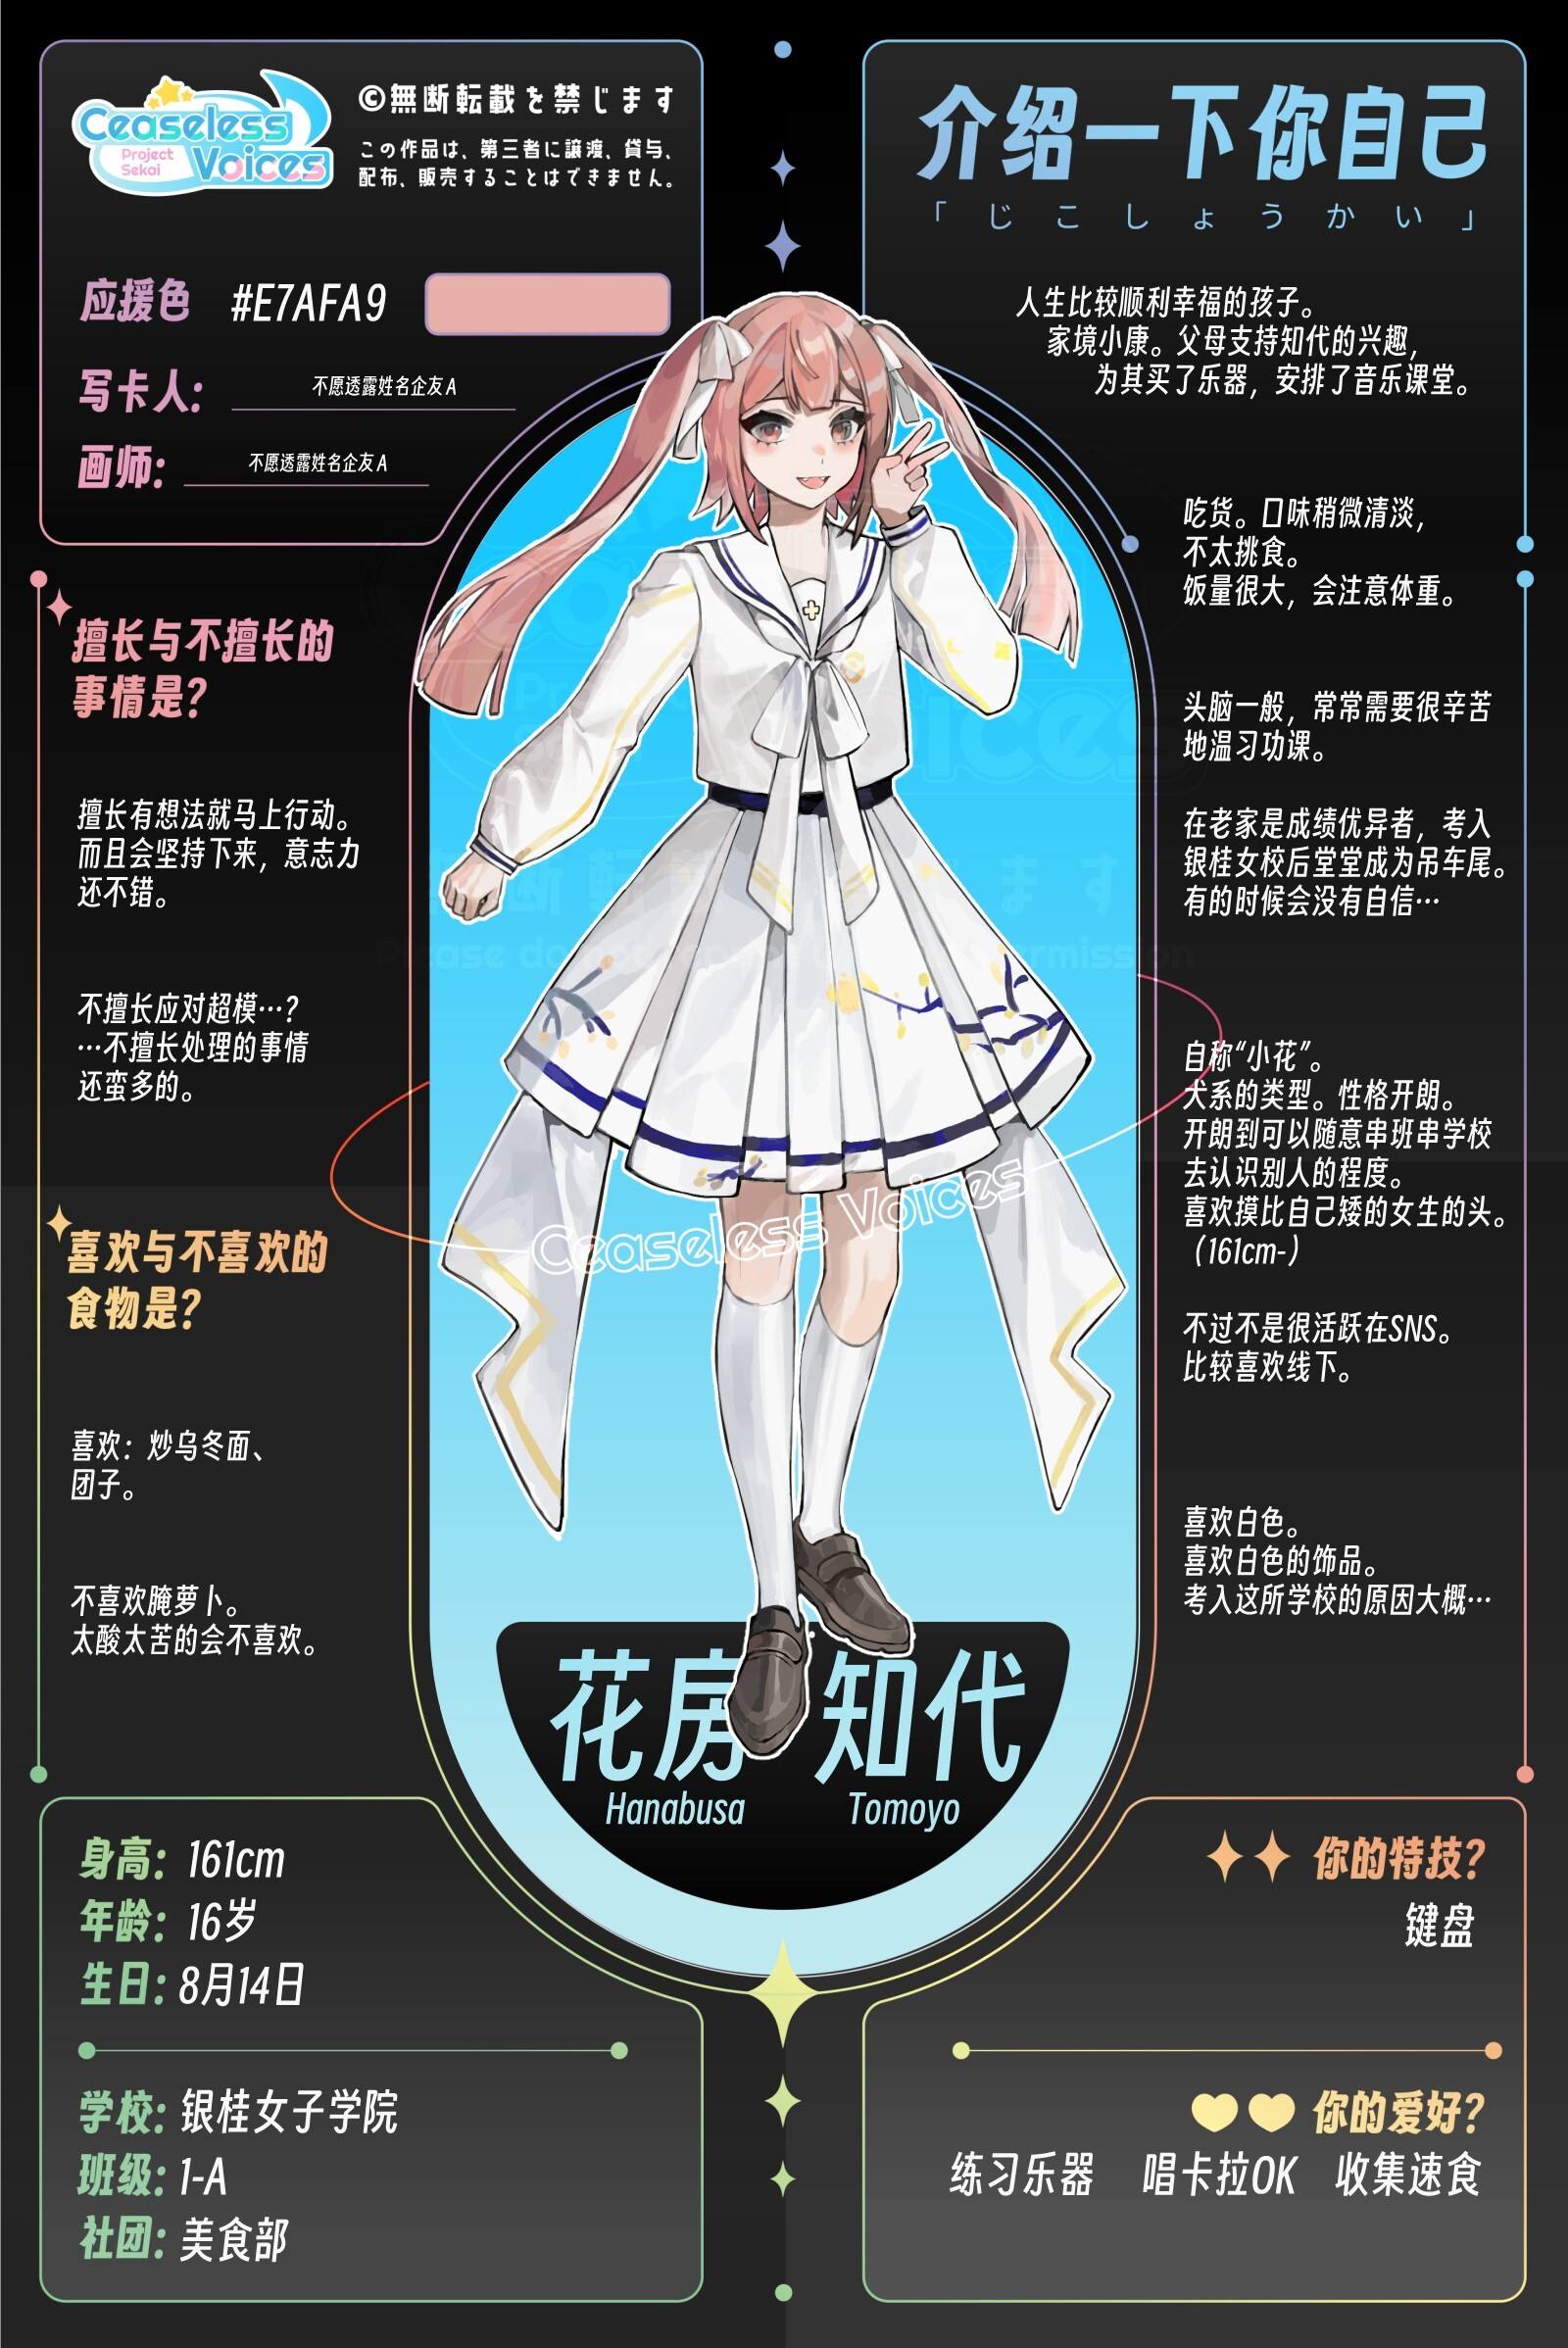 Ceaseless
Project
Sekai
Voices
©無断転載を禁じます
この作品は、第三者に譲渡、貸与、
配布、販売することはできません。
应援色 #E7AFA9
写卡人: 不愿透露姓名企友A
画师: 不愿透露姓名企友A
介绍一下你自己
「じこしょうかい」
人生比较顺利幸福的孩子。
家境小康。父母支持知代的兴趣,
为其买了乐器，安排了音乐课堂。
吃货。口味稍微清淡，
不太挑食。
饭量很大，会注意体重。
头脑一般，常常需要很辛苦
地温习功课。
在老家是成绩优异者，考入
银桂女校后堂堂成为吊车尾。
有的时候会没有自信…
自称“小花”。
犬系的类型。性格开朗。
开朗到可以随意串班串学校
去认识别人的程度。
喜欢摸比自己矮的女生的头。
（161cm-）
不过不是很活跃在SNS。
比较喜欢线下。
喜欢白色。
喜欢白色的饰品。
考入这所学校的原因大概…
擅长与不擅长的
事情是?
擅长有想法就马上行动。
而且会坚持下来，意志力
还不错。
不擅长应对超模…?
…不擅长处理的事情
还蛮多的。
喜欢与不喜欢的
食物是?
喜欢：炒乌冬面、
团子。
不喜欢腌萝卜。
太酸太苦的会不喜欢。
Ceaseless Voices
花房 知代
Hanabusa Tomoyo
身高: 161cm
年龄: 16岁
生日: 8月14日
学校: 银桂女子学院
班级: 1-A
社团: 美食部
你的特技?
键盘
你的爱好?
练习乐器 唱卡拉OK 收集速食